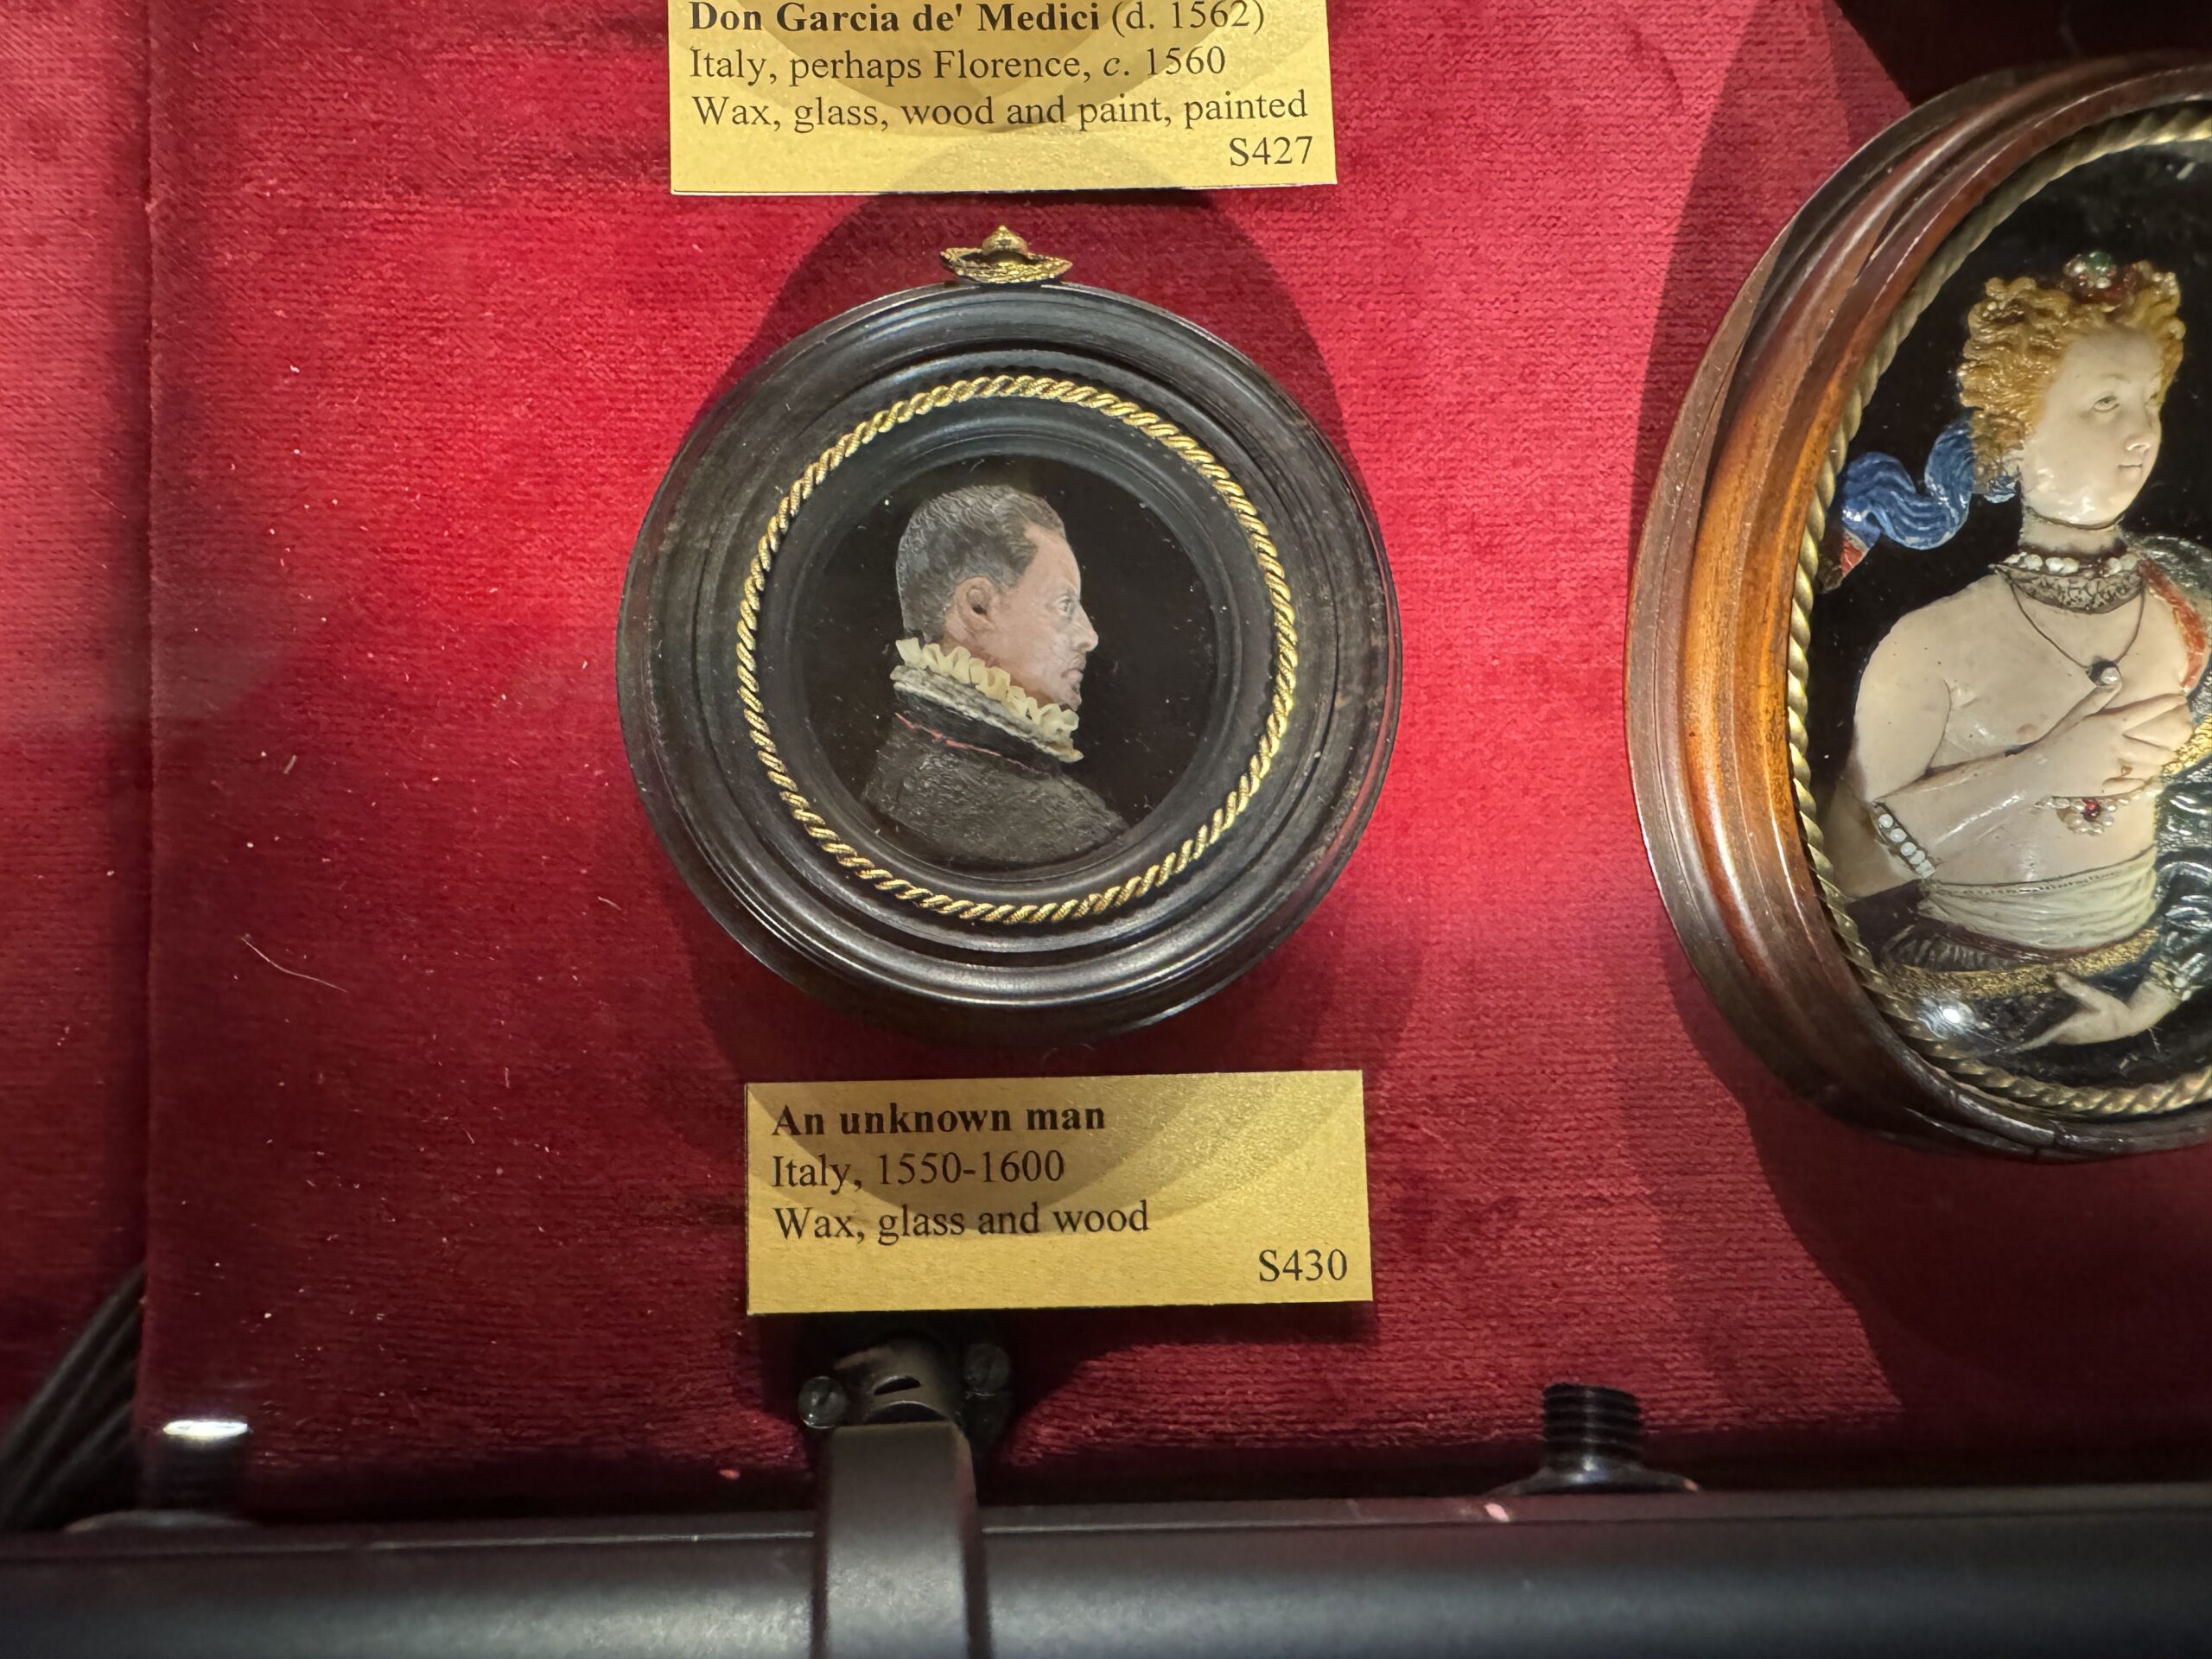 Don Garcia de' Medici (d. 1562)
Italy, perhaps Florence, c. 1560
Wax, glass, wood and paint, painted
S427
An unknown man
Italy, 1550-1600
Wax, glass and wood
S430